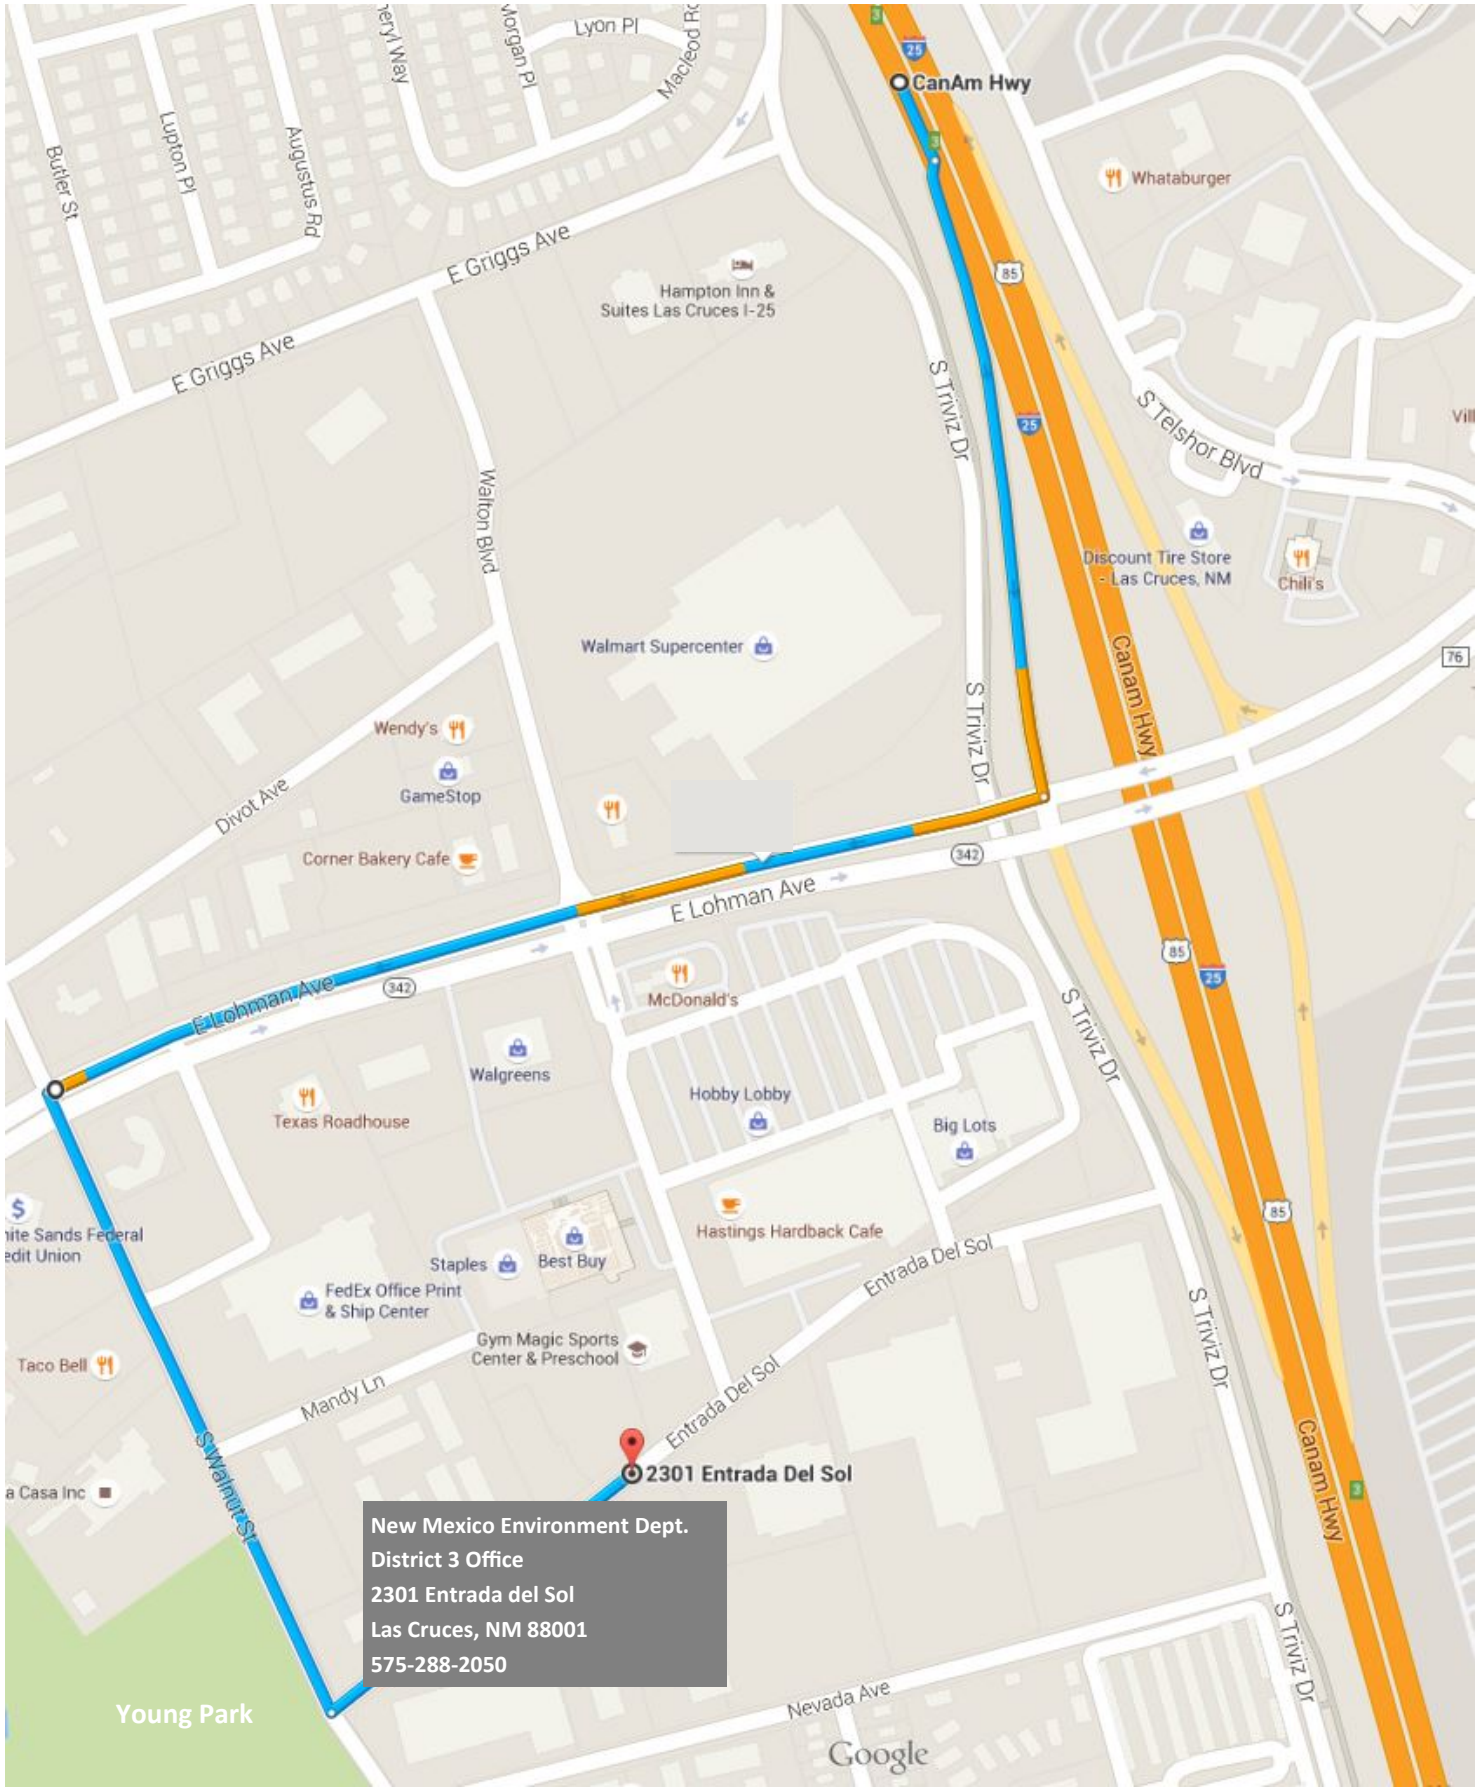 3
25
CanAm Hwy
3
Lyon Pl
Morgan Pl
Macleod Rd
Lupton Pl
Augustus Rd
Butler St
Whataburger
E Griggs Ave
Hampton Inn &
Suites Las Cruces I-25
85
E Griggs Ave
S Triviz Dr
25
S Telshor Blvd
Vill
Walton Blvd
Discount Tire Store
- Las Cruces, NM
Chili's
Walmart Supercenter
76
Canam Hwy
S Triviz Dr
Wendy's
GameStop
Divot Ave
Corner Bakery Cafe
342
E Lohman Ave
85
25
McDonald's
342
E Lohman Ave
S Triviz Dr
Walgreens
Hobby Lobby
Texas Roadhouse
Big Lots
$
nite Sands Federal
edit Union
85
Hastings Hardback Cafe
Staples
Best Buy
Entrada Del Sol
FedEx Office Print
& Ship Center
S Triviz Dr
Gym Magic Sports
Center & Preschool
Taco Bell
Mandy Ln
Entrada Del Sol
Canam Hwy
S Walnut St
2301 Entrada Del Sol
a Casa Inc
3
New Mexico Environment Dept.
District 3 Office
2301 Entrada del Sol
Las Cruces, NM 88001
575-288-2050
S Triviz Dr
Nevada Ave
Young Park
Google